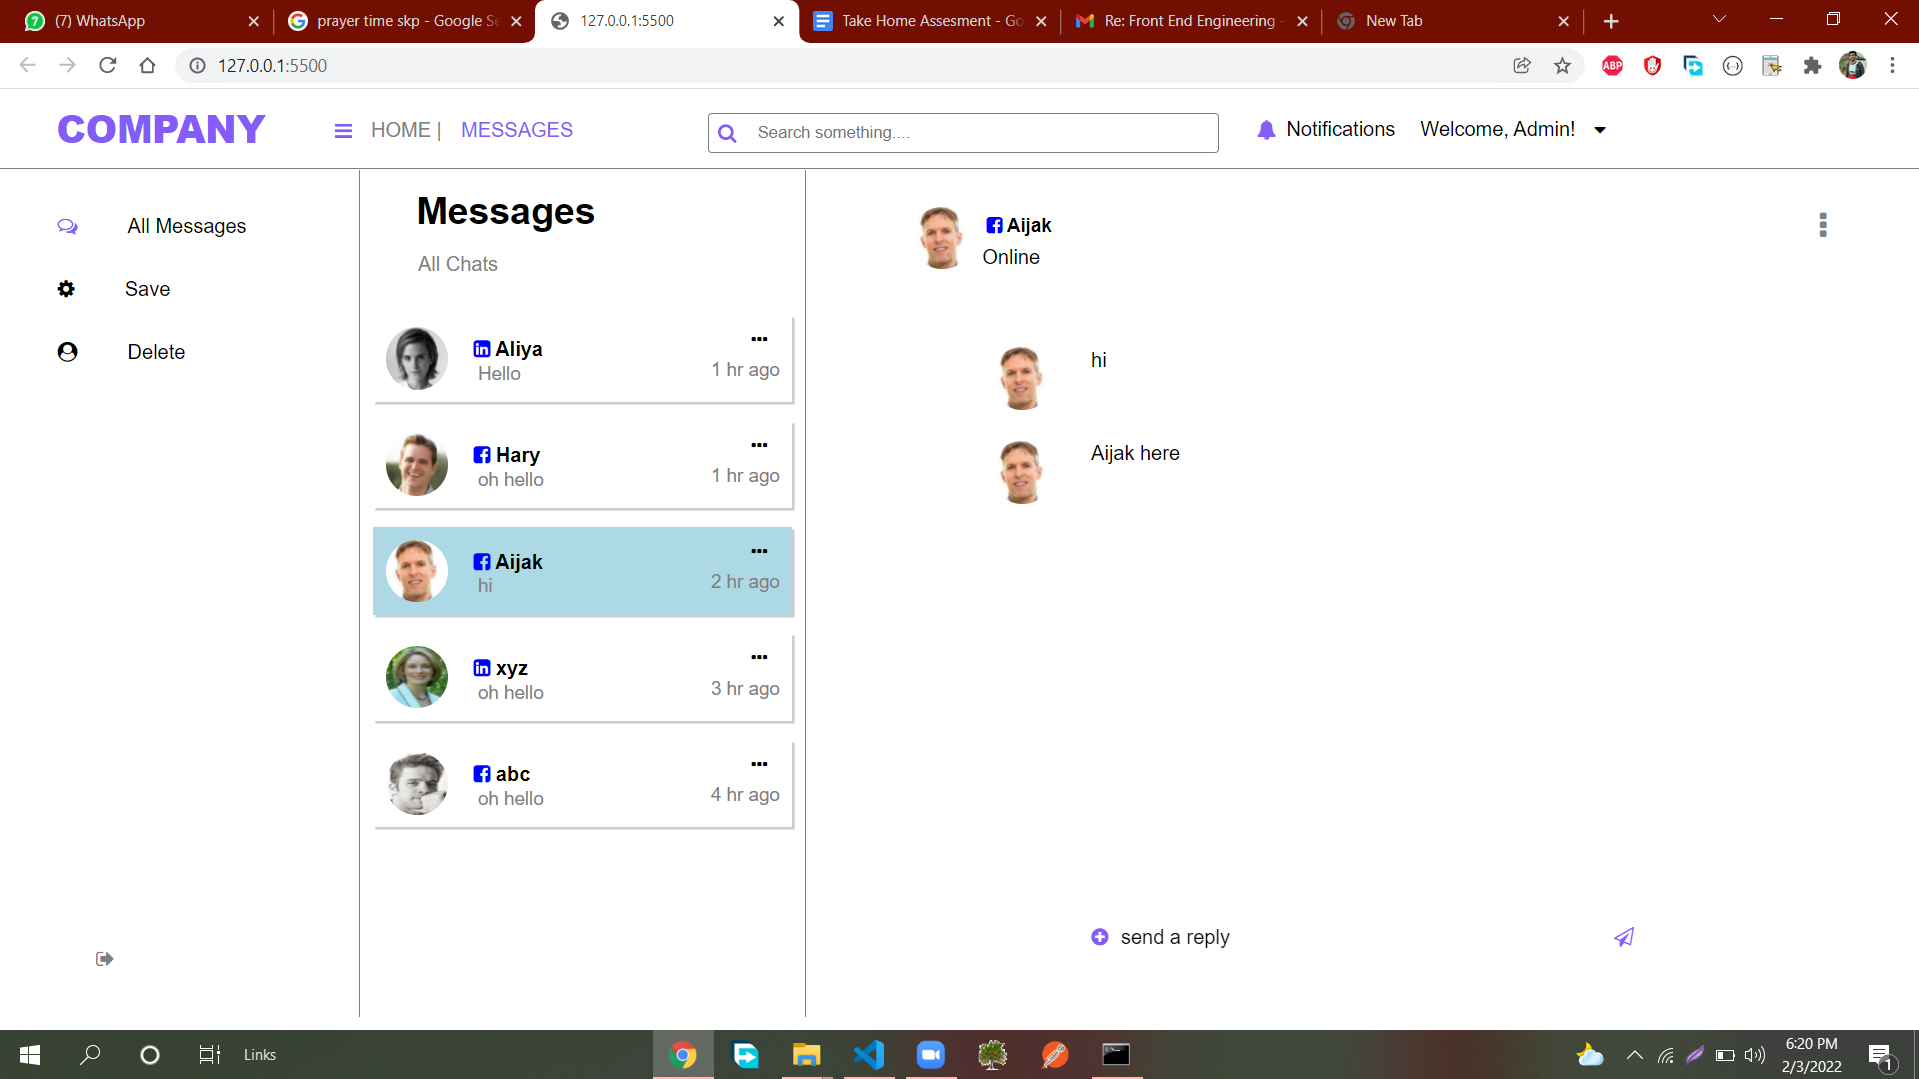 (7) WhatsApp
prayer time skp - Google Se
127.0.0.1:5500
Take Home Assesment - Go
Re: Front End Engineering -
New Tab
127.0.0.1:5500
ABP
COMPANY
HOME | MESSAGES
Search something....
Notifications
Welcome, Admin!
All Messages
Save
Delete
Messages
All Chats
Aliya
Hello
1 hr ago
Hary
oh hello
1 hr ago
Aijak
hi
2 hr ago
xyz
oh hello
3 hr ago
abc
oh hello
4 hr ago
Aijak
Online
hi
Aijak here
send a reply
Links
6:20 PM
2/3/2022
1